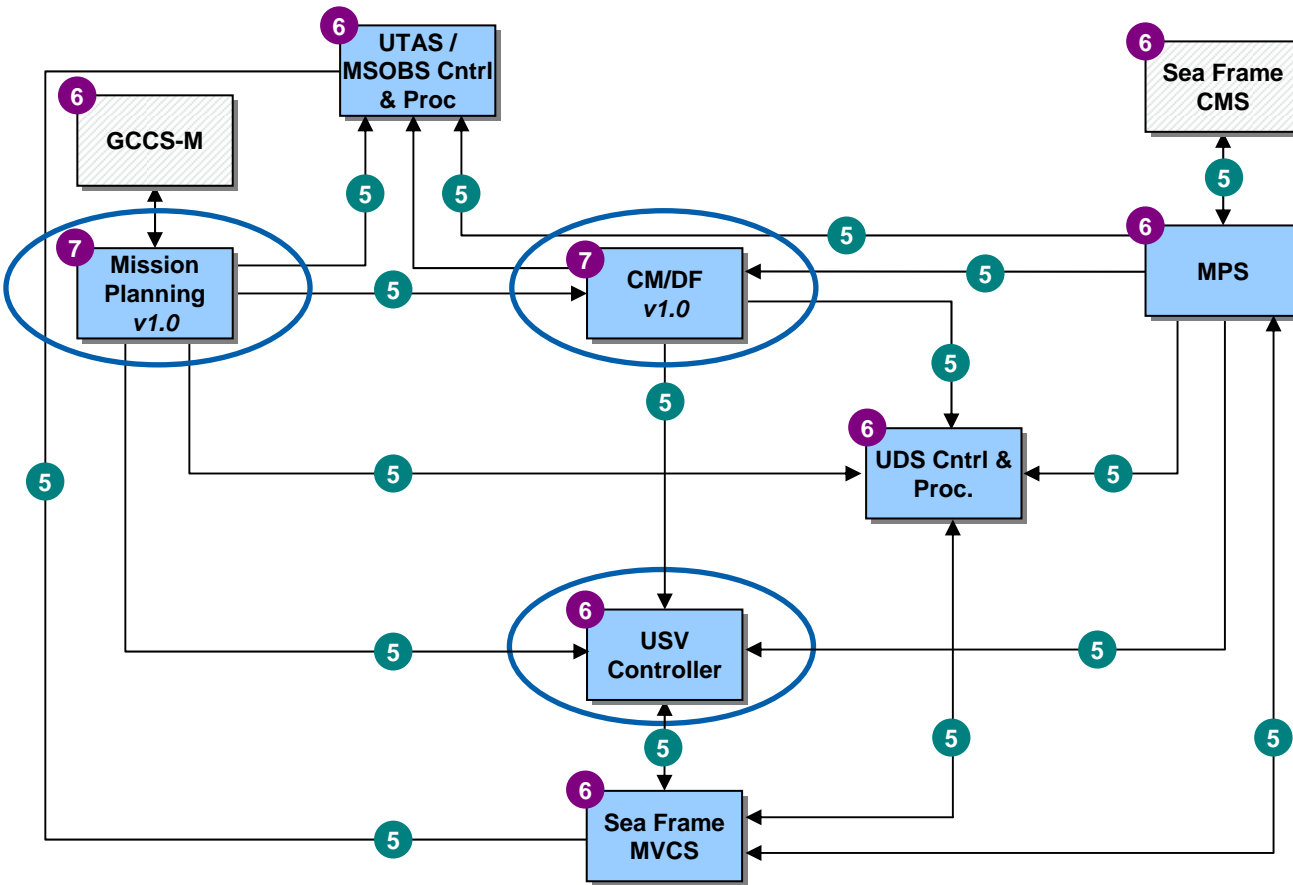 6
UTAS /
MSOBS Cntrl
& Proc
6
Sea Frame
CMS
6
GCCS-M
5
5
5
5
6
MPS
7
Mission
Planning
v1.0
5
7
CM/DF
v1.0
5
5
5
6
UDS Cntrl &
Proc.
5
5
5
6
USV
Controller
5
5
5
5
5
6
Sea Frame
MVCS
5